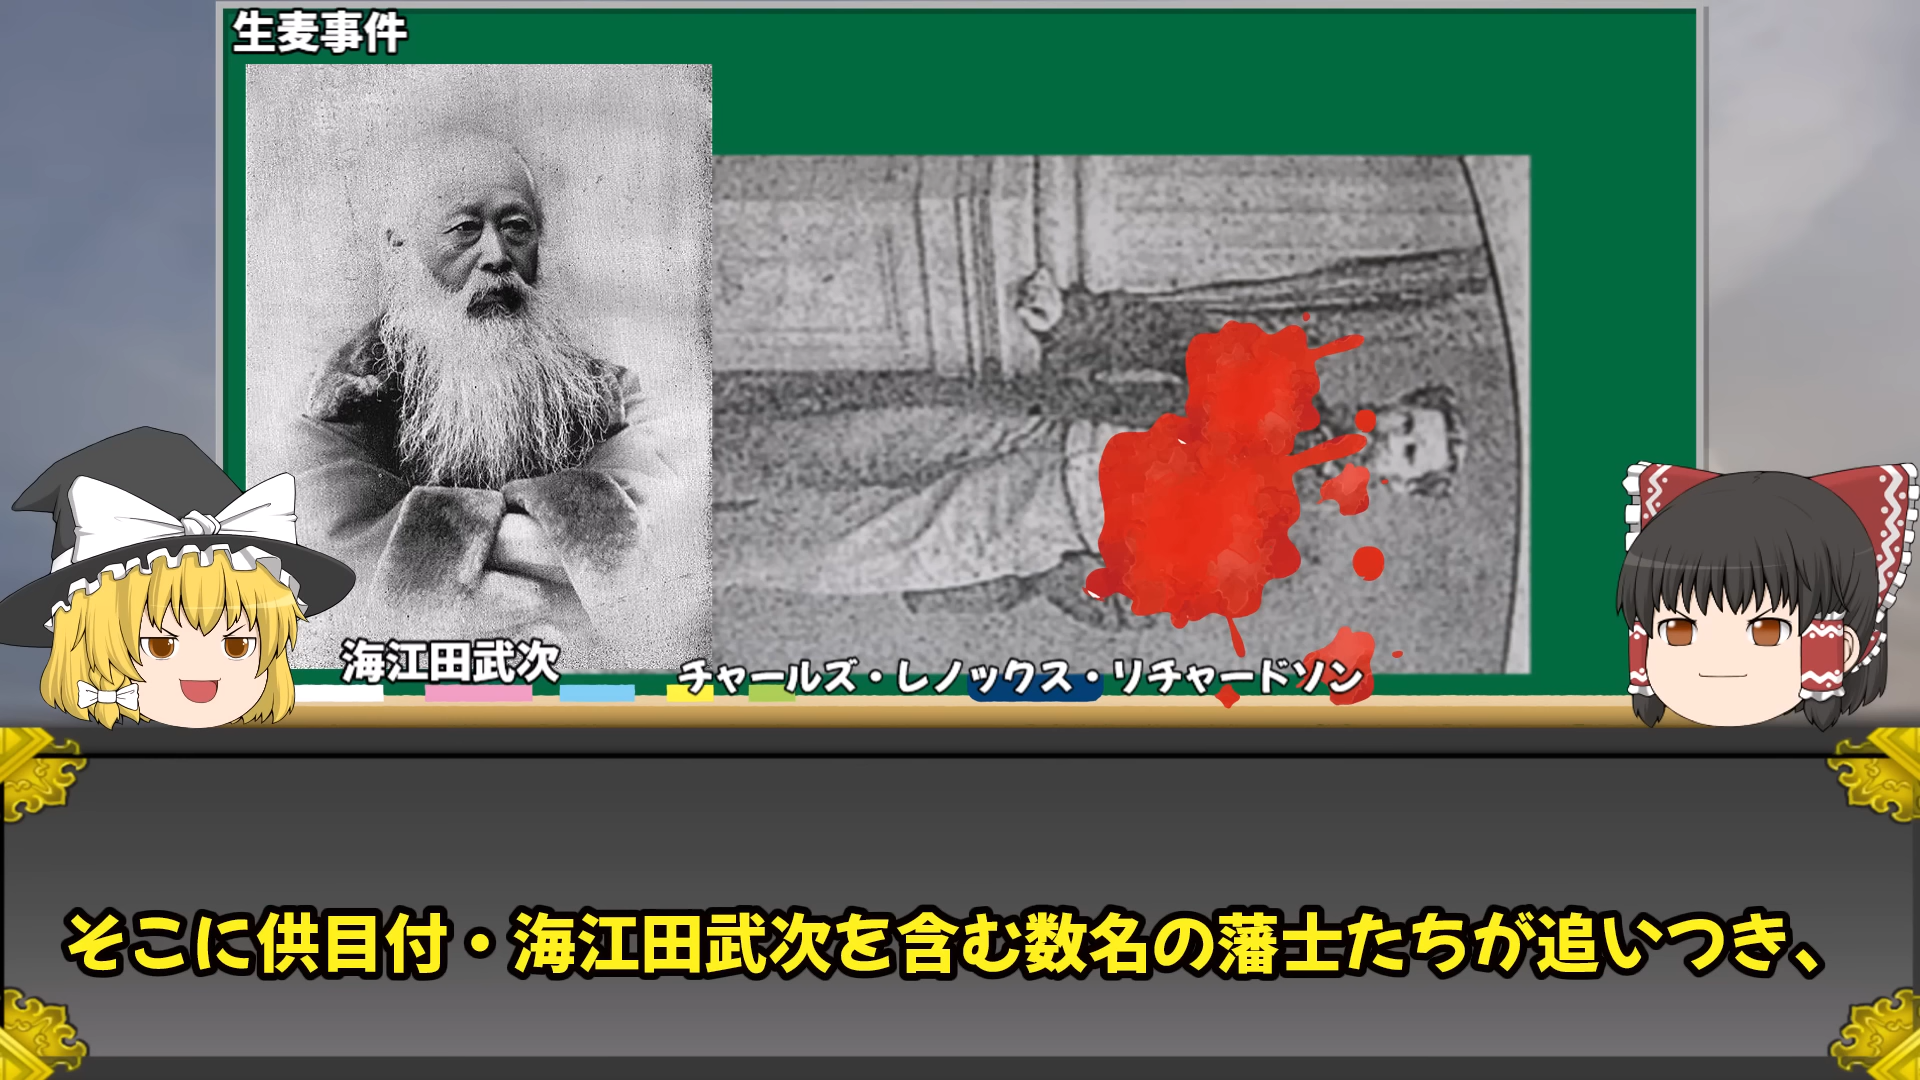 生麦事件
海江田武次
チャールズ・レノックス・リチャードソン
そこに供目付・海江田武次を含む数名の藩士たちが追いつき、